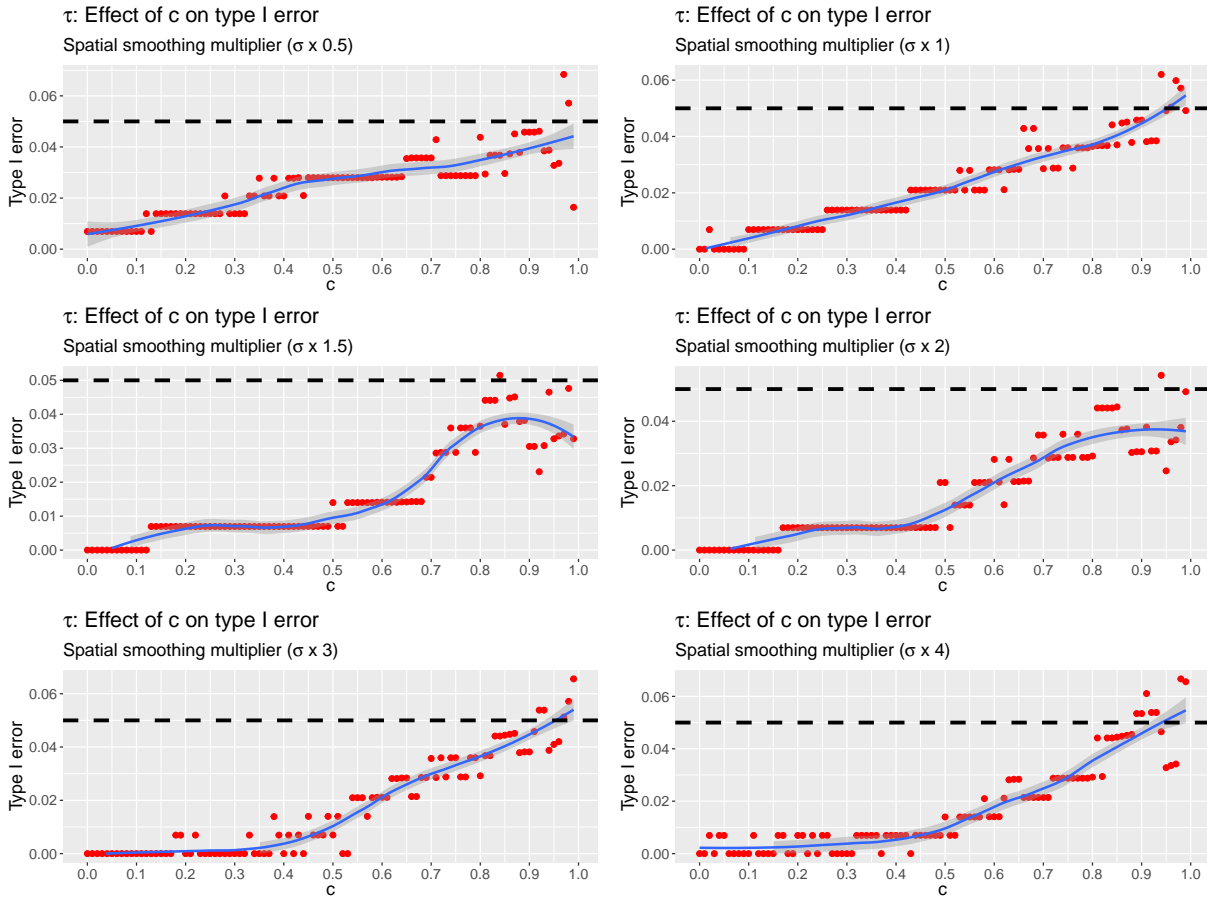 τ: Effect of c on type I error
Spatial smoothing multiplier (σ x 0.5)
Type I error
0.06
0.04
0.02
0.00
0.0 0.1 0.2 0.3 0.4 0.5 0.6 0.7 0.8 0.9 1.0
c
τ: Effect of c on type I error
Spatial smoothing multiplier (σ x 1)
Type I error
0.06
0.04
0.02
0.00
0.0 0.1 0.2 0.3 0.4 0.5 0.6 0.7 0.8 0.9 1.0
c
τ: Effect of c on type I error
Spatial smoothing multiplier (σ x 1.5)
Type I error
0.05
0.04
0.03
0.02
0.01
0.00
0.0 0.1 0.2 0.3 0.4 0.5 0.6 0.7 0.8 0.9 1.0
c
τ: Effect of c on type I error
Spatial smoothing multiplier (σ x 2)
Type I error
0.04
0.02
0.00
0.0 0.1 0.2 0.3 0.4 0.5 0.6 0.7 0.8 0.9 1.0
c
τ: Effect of c on type I error
Spatial smoothing multiplier (σ x 3)
Type I error
0.06
0.04
0.02
0.00
0.0 0.1 0.2 0.3 0.4 0.5 0.6 0.7 0.8 0.9 1.0
c
τ: Effect of c on type I error
Spatial smoothing multiplier (σ x 4)
Type I error
0.06
0.04
0.02
0.00
0.0 0.1 0.2 0.3 0.4 0.5 0.6 0.7 0.8 0.9 1.0
c